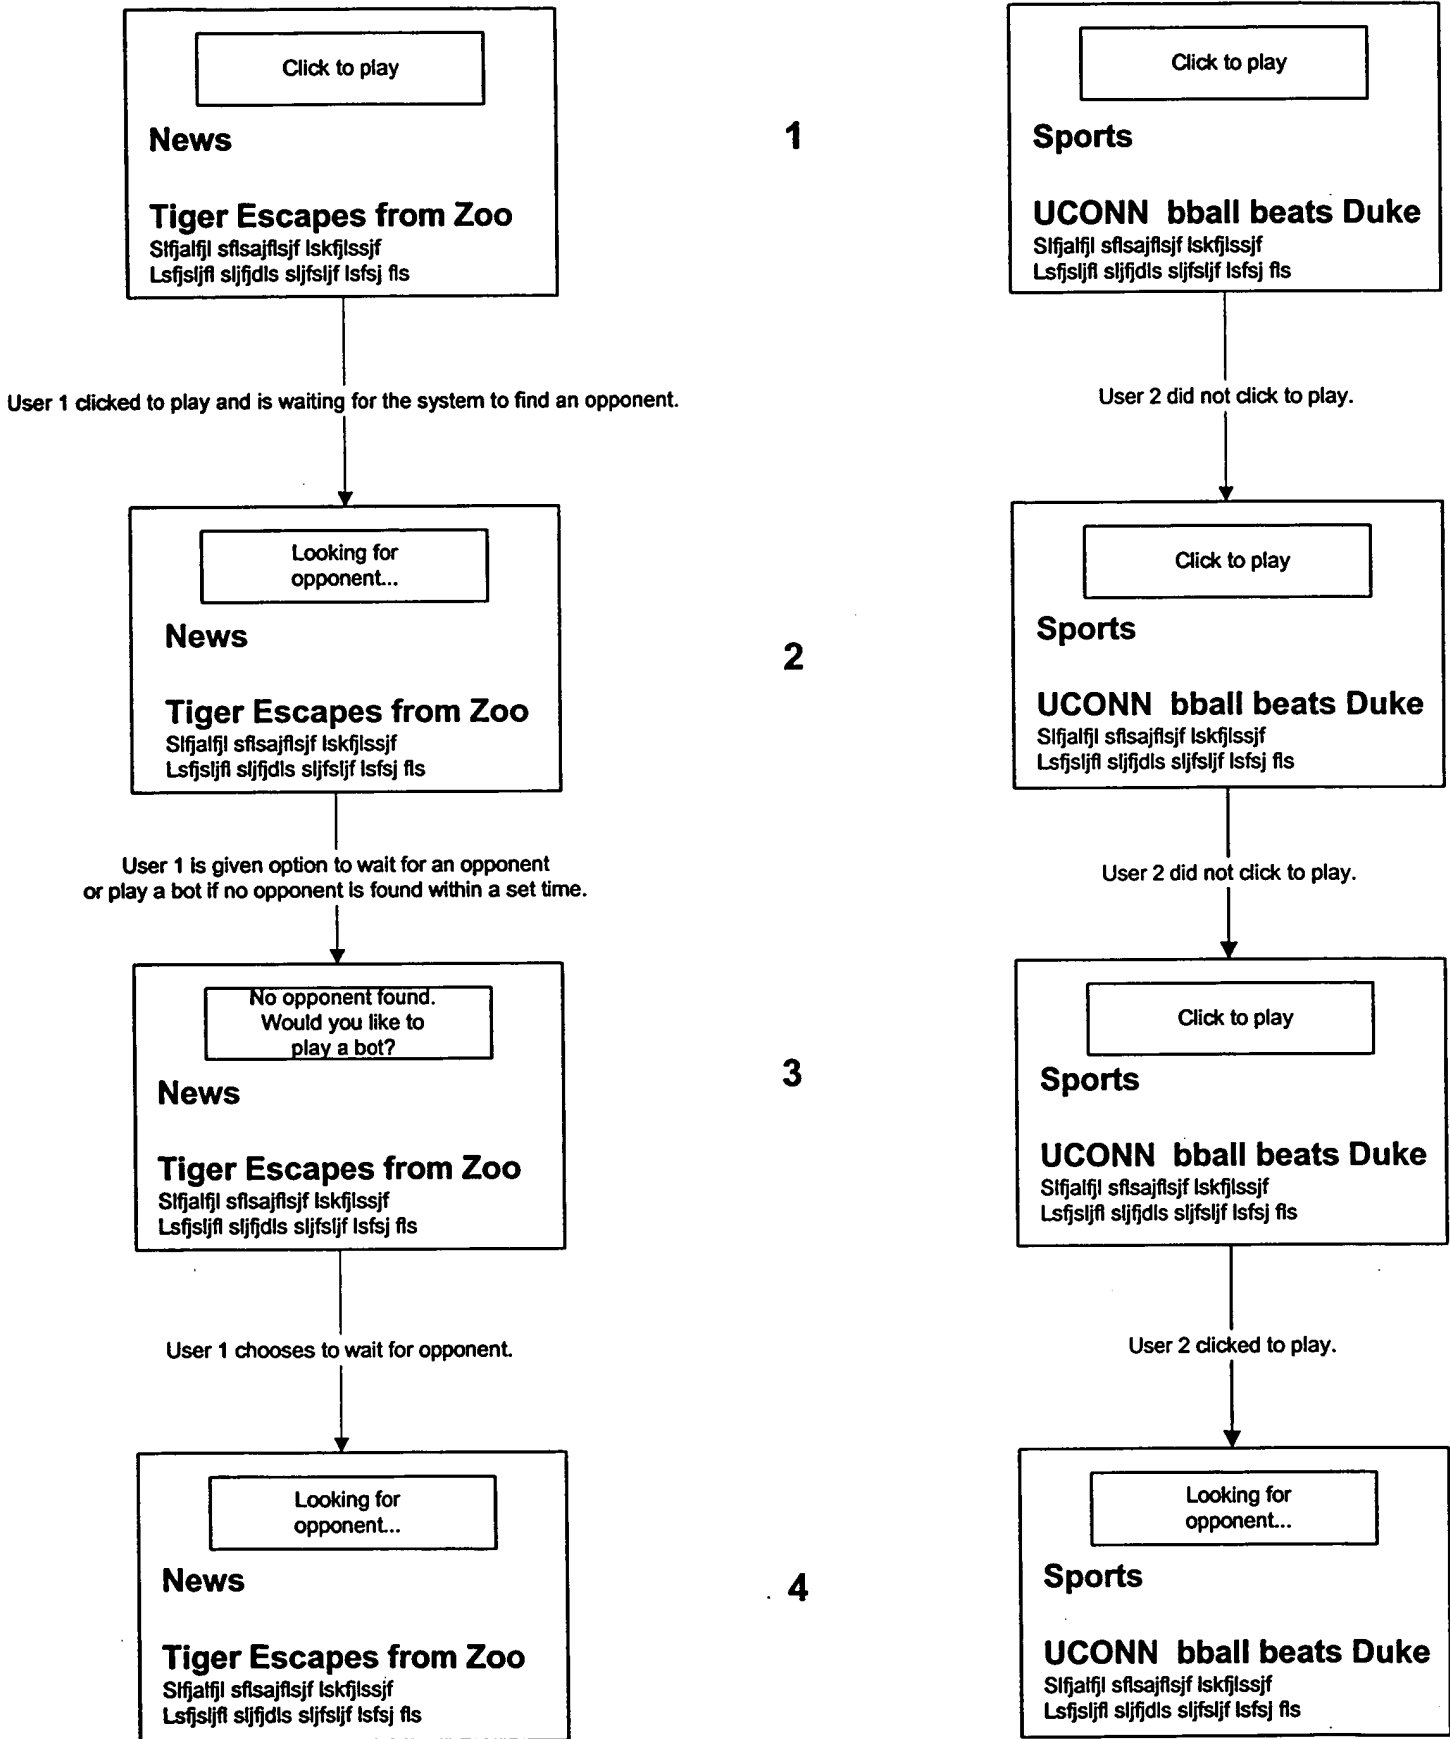 Click to play
News
Tiger Escapes from Zoo
Slfjalfjl sflsajflsjf lskfjlssjf
Lsfjsljfl sljfjdls sljfsljf lsfsj fls
1
Click to play
Sports
UCONN bball beats Duke
Slfjalfjl sflsajflsjf lskfjlssjf
Lsfjsljfl sljfjdls sljfsljf lsfsj fls
User 1 clicked to play and is waiting for the system to find an opponent.
User 2 did not click to play.
Looking for
opponent...
News
Tiger Escapes from Zoo
Slfjalfjl sflsajflsjf lskfjlssjf
Lsfjsljfl sljfjdls sljfsljf lsfsj fls
2
Click to play
Sports
UCONN bball beats Duke
Slfjalfjl sflsajflsjf lskfjlssjf
Lsfjsljfl sljfjdls sljfsljf lsfsj fls
User 1 is given option to wait for an opponent
or play a bot if no opponent is found within a set time.
User 2 did not click to play.
No opponent found.
Would you like to
play a bot?
News
Tiger Escapes from Zoo
Slfjalfjl sflsajflsjf lskfjlssjf
Lsfjsljfl sljfjdls sljfsljf lsfsj fls
3
Click to play
Sports
UCONN bball beats Duke
Slfjalfjl sflsajflsjf lskfjlssjf
Lsfjsljfl sljfjdls sljfsljf lsfsj fls
User 1 chooses to wait for opponent.
User 2 clicked to play.
Looking for
opponent...
News
Tiger Escapes from Zoo
Slfjalfjl sflsajflsjf lskfjlssjf
Lsfjsljfl sljfjdls sljfsljf lsfsj fls
4
Looking for
opponent...
Sports
UCONN bball beats Duke
Slfjalfjl sflsajflsjf lskfjlssjf
Lsfjsljfl sljfjdls sljfsljf lsfsj fls